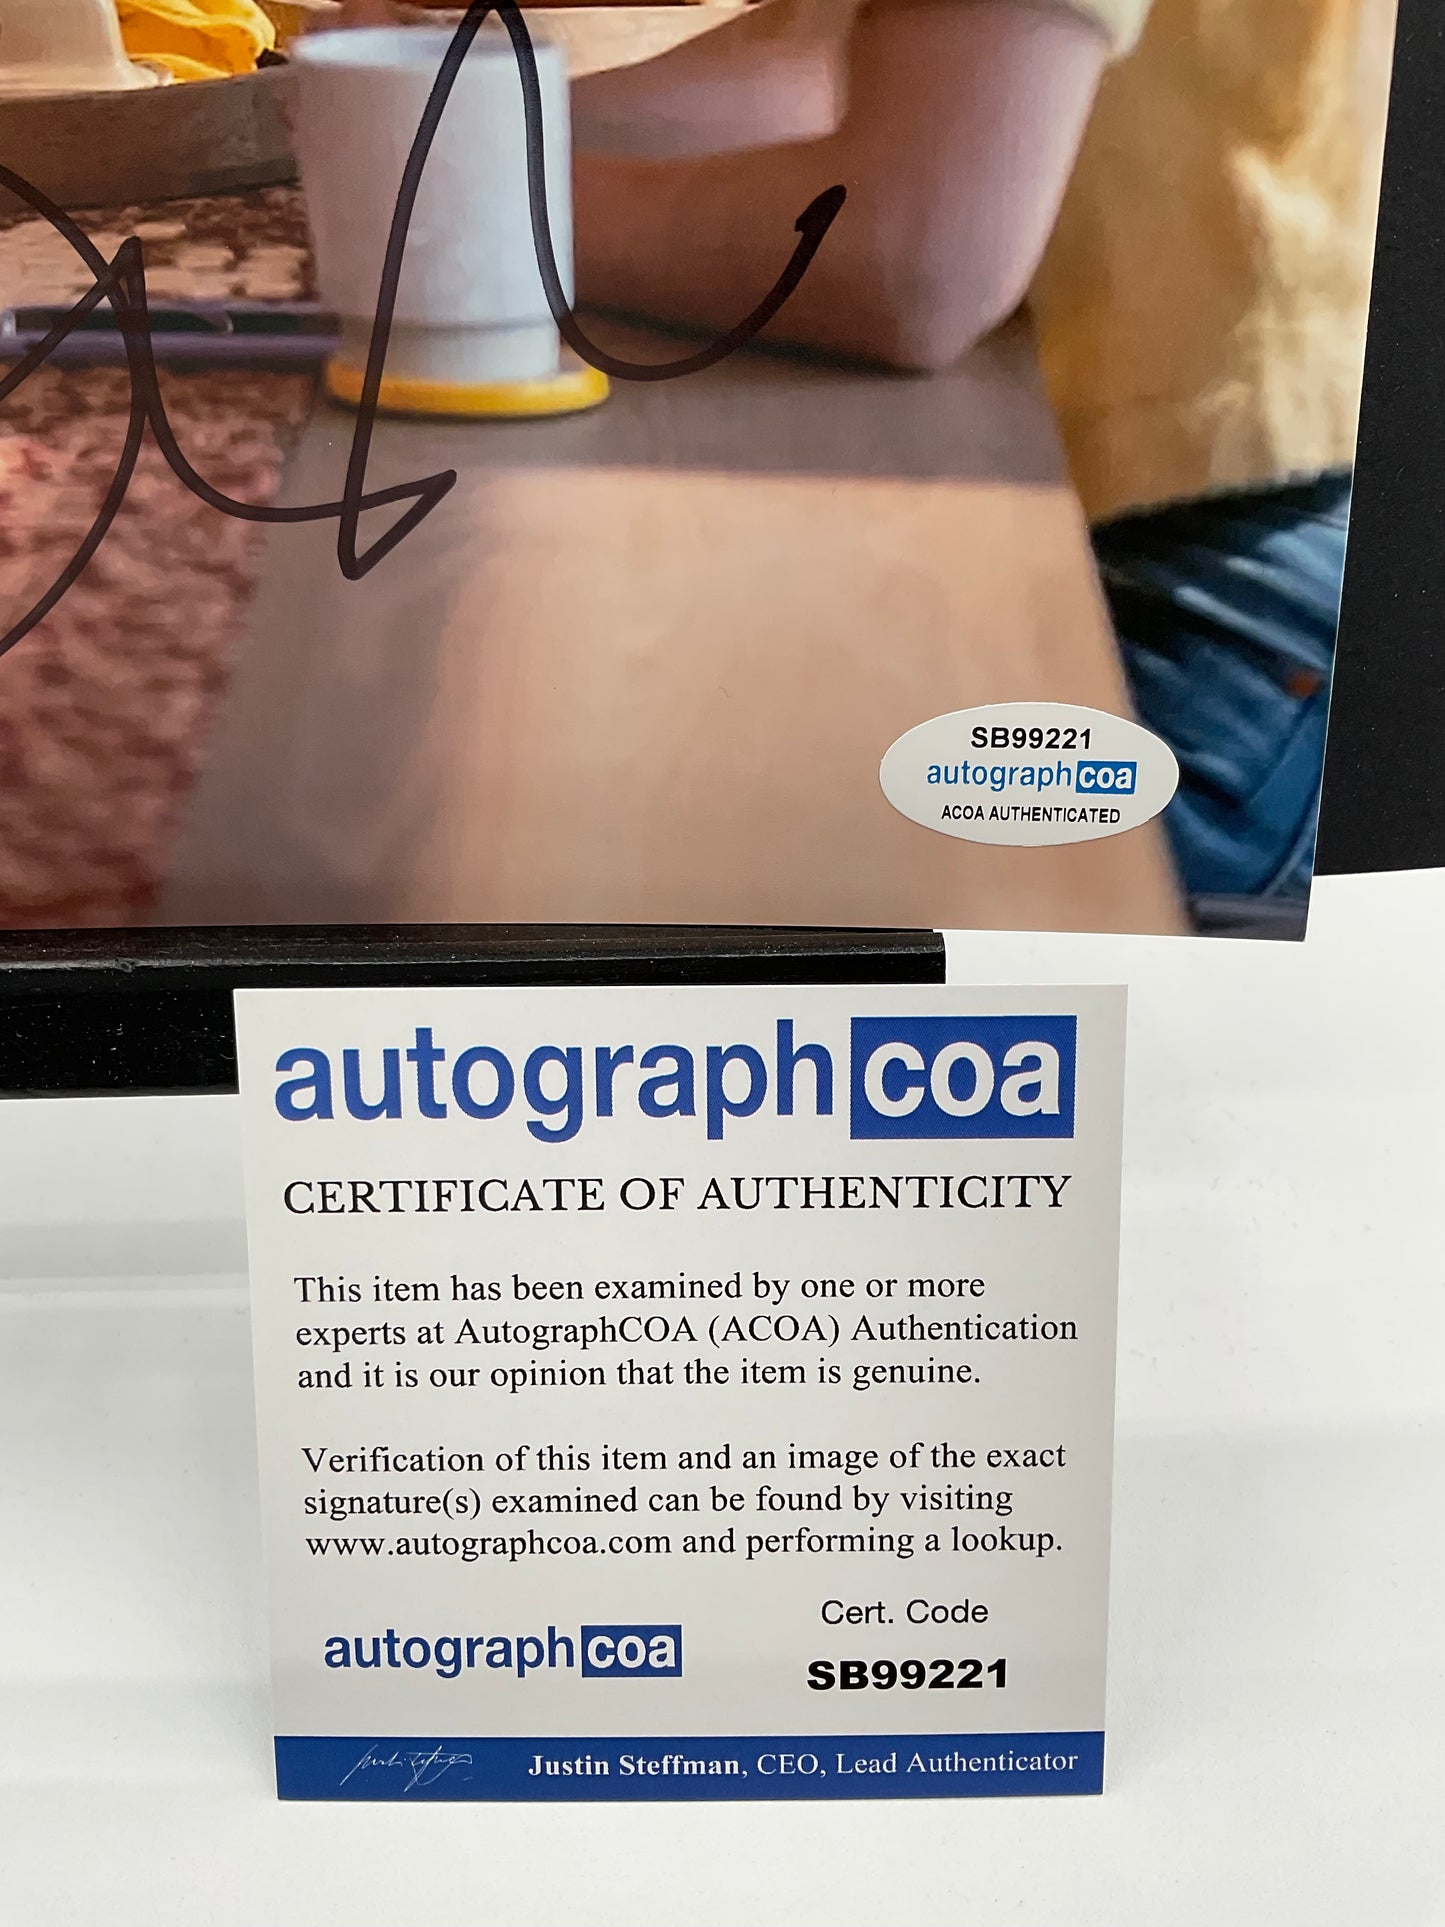 SB99221
autographcoa
ACOA AUTHENTICATED
autographcoa
CERTIFICATE OF AUTHENTICITY
This item has been examined by one or more
experts at AutographCOA (ACOA) Authentication
and it is our opinion that the item is genuine.
Verification of this item and an image of the exact
signature(s) examined can be found by visiting
www.autographcoa.com and performing a lookup.
Cert. Code
autographcoa
SB99221
Justin Steffman, CEO, Lead Authenticator